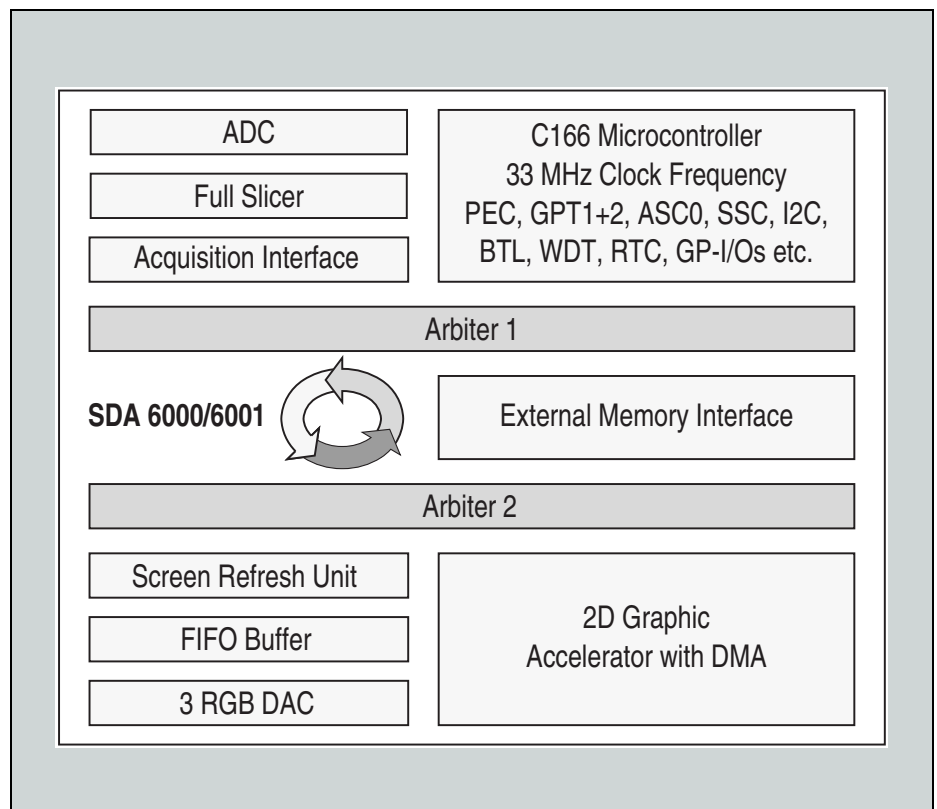 ADC
Full Slicer
Acquisition Interface
C166 Microcontroller
33 MHz Clock Frequency
PEC, GPT1+2, ASC0, SSC, I2C,
BTL, WDT, RTC, GP-I/Os etc.
Arbiter 1
SDA 6000/6001
External Memory Interface
Arbiter 2
Screen Refresh Unit
FIFO Buffer
3 RGB DAC
2D Graphic
Accelerator with DMA